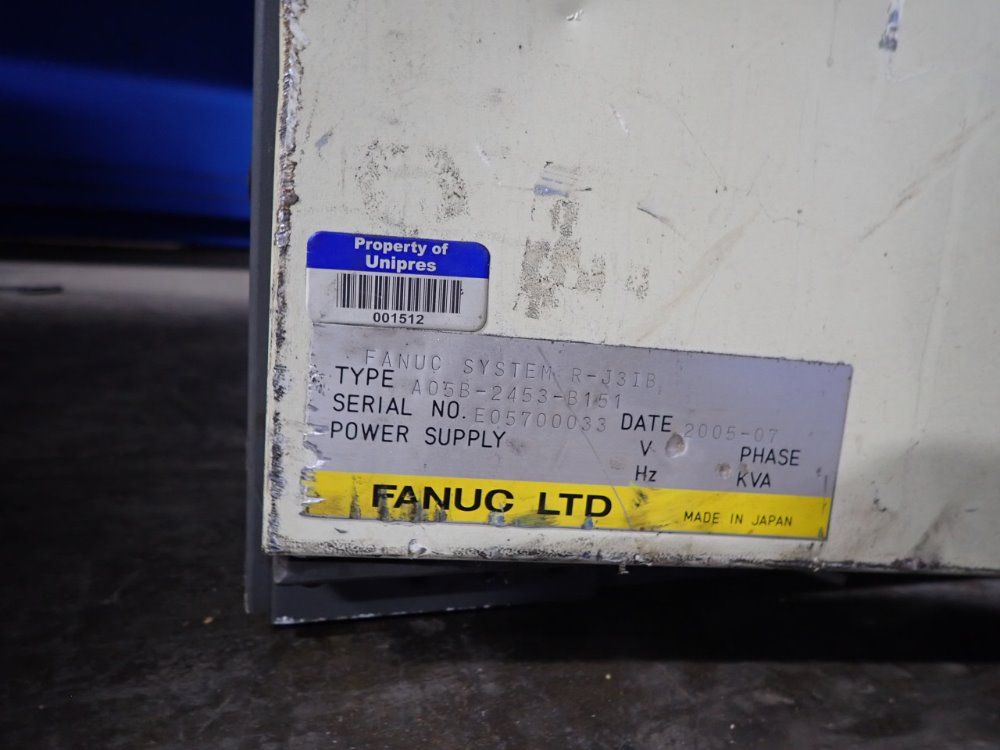 Property of
Unipres
001512
FANUC SYSTEM R-J3IB
TYPE A05B-2453-B151
SERIAL NO. E05700033 DATE 2005-07
POWER SUPPLY V PHASE
Hz KVA
FANUC LTD MADE IN JAPAN